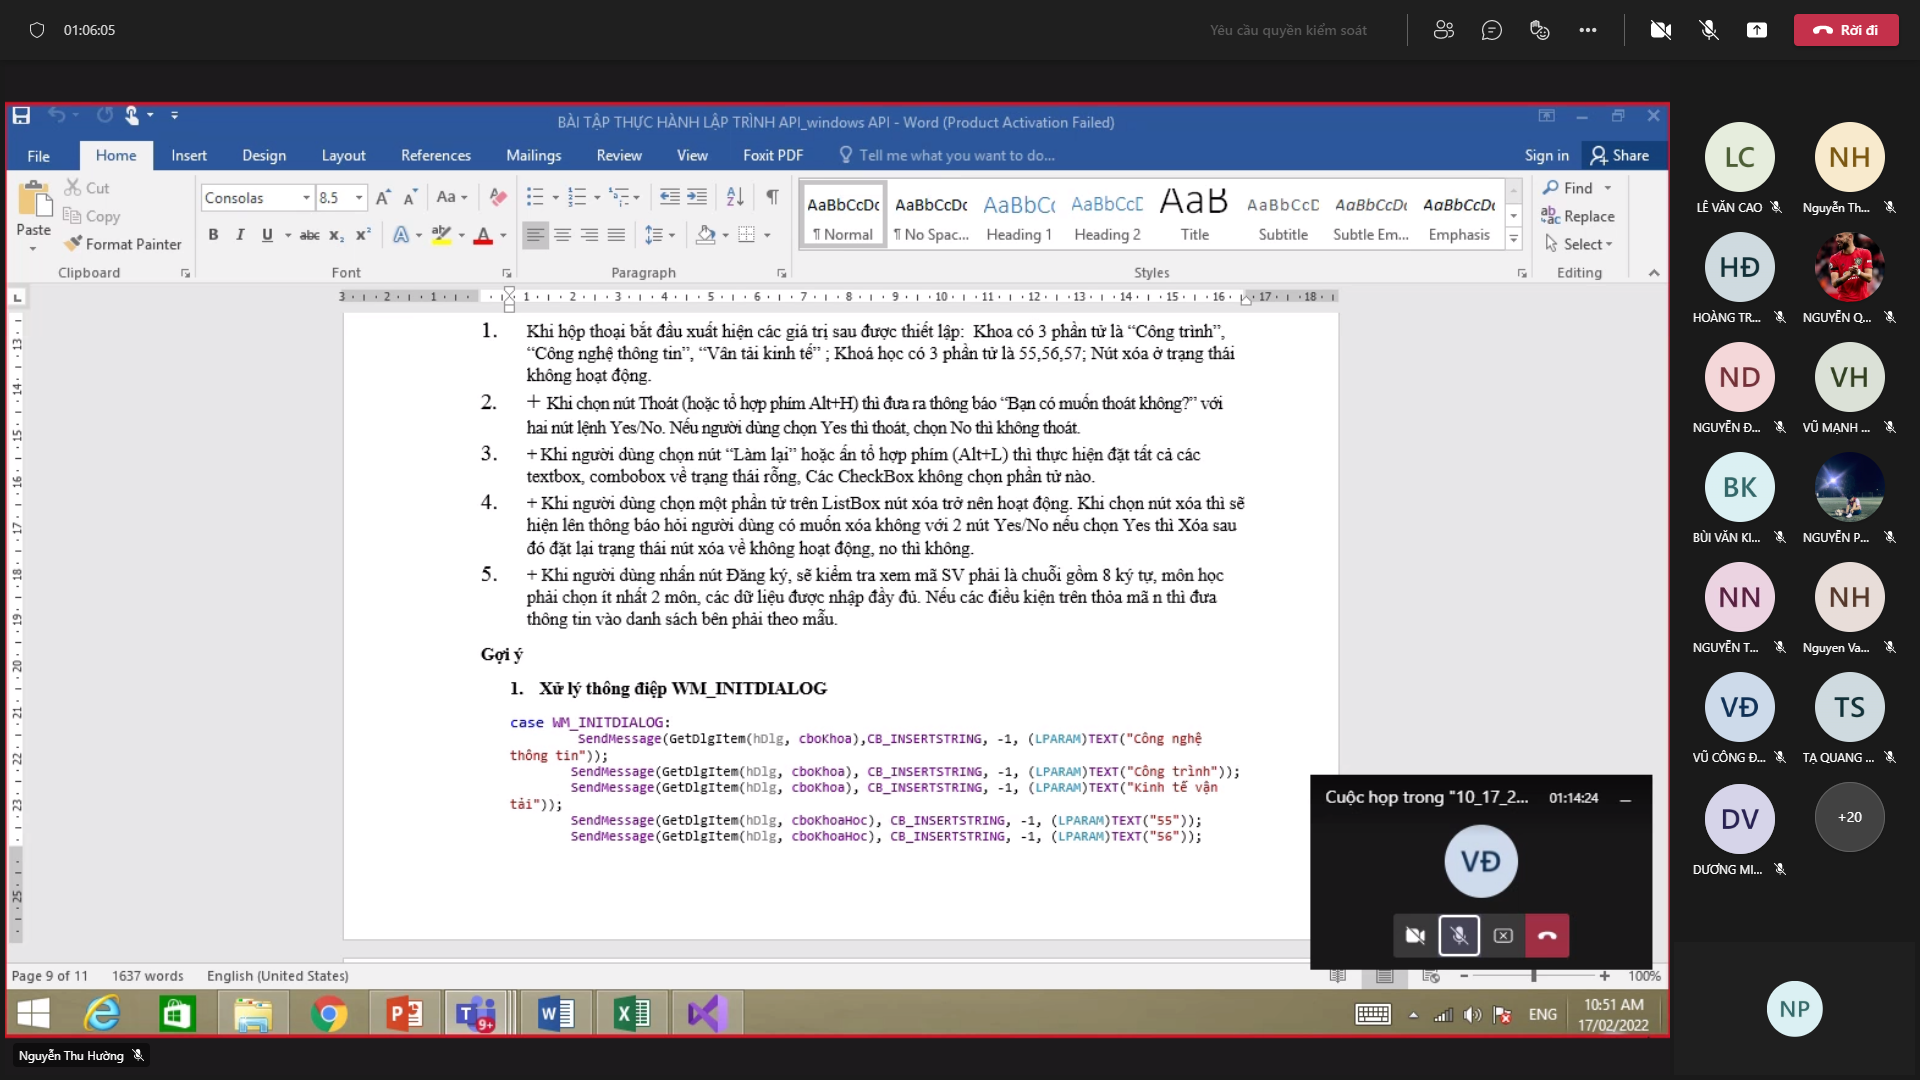 01:06:05
Yêu cầu quyền kiểm soát
Rời đi
BÀI TẬP THỰC HÀNH LẬP TRÌNH API_windows API - Word (Product Activation Failed)
File Home Insert Design Layout References Mailings Review View Foxit PDF Tell me what you want to do... Sign in Share
Paste
Cut
Copy
Format Painter
Clipboard
Consolas 8.5
Font
Paragraph
¶ Normal
¶ No Spac...
Heading 1
Heading 2
Title
Subtitle
Subtle Em...
Emphasis
Styles
Find
Replace
Select
Editing
1. Khi hộp thoại bắt đầu xuất hiện các giá trị sau được thiết lập: Khoa có 3 phần tử là “Công trình”,
“Công nghệ thông tin”, “Vân tải kinh tế” ; Khoá học có 3 phần tử là 55,56,57; Nút xóa ở trạng thái
không hoạt động.
2. + Khi chọn nút Thoát (hoặc tổ hợp phím Alt+H) thì đưa ra thông báo “Bạn có muốn thoát không?” với
hai nút lệnh Yes/No. Nếu người dùng chọn Yes thì thoát, chọn No thì không thoát.
3. + Khi người dùng chọn nút “Làm lại” hoặc ấn tổ hợp phím (Alt+L) thì thực hiện đặt tất cả các
textbox, combobox về trạng thái rỗng, Các CheckBox không chọn phần tử nào.
4. + Khi người dùng chọn một phần tử trên ListBox nút xóa trở nên hoạt động. Khi chọn nút xóa thì sẽ
hiện lên thông báo hỏi người dùng có muốn xóa không với 2 nút Yes/No nếu chọn Yes thì Xóa sau
đó đặt lại trạng thái nút xóa về không hoạt động, no thì không.
5. + Khi người dùng nhấn nút Đăng ký, sẽ kiểm tra xem mã SV phải là chuỗi gồm 8 ký tự, môn học
phải chọn ít nhất 2 môn, các dữ liệu được nhập đầy đủ. Nếu các điều kiện trên thỏa mã n thì đưa
thông tin vào danh sách bên phải theo mẫu.
Gợi ý
1. Xử lý thông điệp WM_INITDIALOG
case WM_INITDIALOG:
SendMessage(GetDlgItem(hDlg, cboKhoa),CB_INSERTSTRING, -1, (LPARAM)TEXT("Công nghệ
thông tin"));
SendMessage(GetDlgItem(hDlg, cboKhoa), CB_INSERTSTRING, -1, (LPARAM)TEXT("Công trình"));
SendMessage(GetDlgItem(hDlg, cboKhoa), CB_INSERTSTRING, -1, (LPARAM)TEXT("Kinh tế vận
tải"));
SendMessage(GetDlgItem(hDlg, cboKhoaHoc), CB_INSERTSTRING, -1, (LPARAM)TEXT("55"));
SendMessage(GetDlgItem(hDlg, cboKhoaHoc), CB_INSERTSTRING, -1, (LPARAM)TEXT("56"));
Cuộc họp trong "10_17_2... 01:14:24
VĐ
Page 9 of 11 1637 words English (United States) 100%
9+
ENG
10:51 AM
17/02/2022
Nguyễn Thu Hường
LC NH
LÊ VĂN CAO Nguyễn Th...
HĐ
HOÀNG TR... NGUYỄN Q...
ND VH
NGUYỄN Đ... VŨ MẠNH ...
BK
BÙI VĂN KI... NGUYỄN P...
NN NH
NGUYỄN T... Nguyen Va...
VĐ TS
VŨ CÔNG Đ... TẠ QUANG ...
DV +20
DƯƠNG MI...
NP